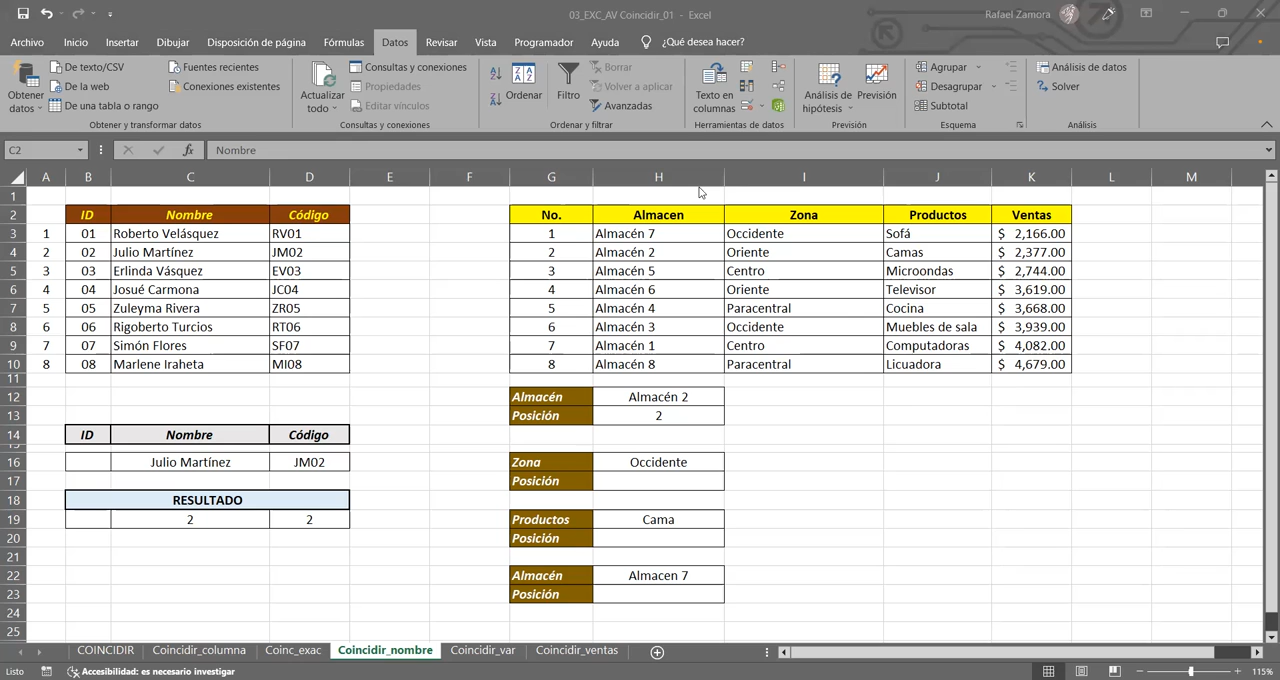 03_EXC_AV Coincidir_01 - Excel
Rafael Zamora
Archivo Inicio Insertar Dibujar Disposición de página Fórmulas Datos Revisar Vista Programador Ayuda ¿Qué desea hacer?
Obtener datos
De texto/CSV
De la web
De una tabla o rango
Fuentes recientes
Conexiones existentes
Obtener y transformar datos
Actualizar todo
Consultas y conexiones
Propiedades
Editar vínculos
Consultas y conexiones
Ordenar
Filtro
Borrar
Volver a aplicar
Avanzadas
Ordenar y filtrar
Texto en columnas
Herramientas de datos
Análisis de hipótesis
Previsión
Previsión
Agrupar
Desagrupar
Subtotal
Esquema
Análisis de datos
Solver
Análisis
C2 fx Nombre
A B C D E F G H I J K L M
1
2 ID Nombre Código No. Almacen Zona Productos Ventas
3 1 01 Roberto Velásquez RV01 1 Almacén 7 Occidente Sofá $ 2,166.00
4 2 02 Julio Martínez JM02 2 Almacén 2 Oriente Camas $ 2,377.00
5 3 03 Erlinda Vásquez EV03 3 Almacén 5 Centro Microondas $ 2,744.00
6 4 04 Josué Carmona JC04 4 Almacén 6 Oriente Televisor $ 3,619.00
7 5 05 Zuleyma Rivera ZR05 5 Almacén 4 Paracentral Cocina $ 3,668.00
8 6 06 Rigoberto Turcios RT06 6 Almacén 3 Occidente Muebles de sala $ 3,939.00
9 7 07 Simón Flores SF07 7 Almacén 1 Centro Computadoras $ 4,082.00
10 8 08 Marlene Iraheta MI08 8 Almacén 8 Paracentral Licuadora $ 4,679.00
11
12 Almacén Almacén 2
13 Posición 2
14 ID Nombre Código
15
16 Julio Martínez JM02 Zona Occidente
17 Posición
18 RESULTADO
19 2 2 Productos Cama
20 Posición
21
22 Almacén Almacen 7
23 Posición
24
25
COINCIDIR Coincidir_columna Coinc_exac Coincidir_nombre Coincidir_var Coincidir_ventas
Listo Accesibilidad: es necesario investigar 115%